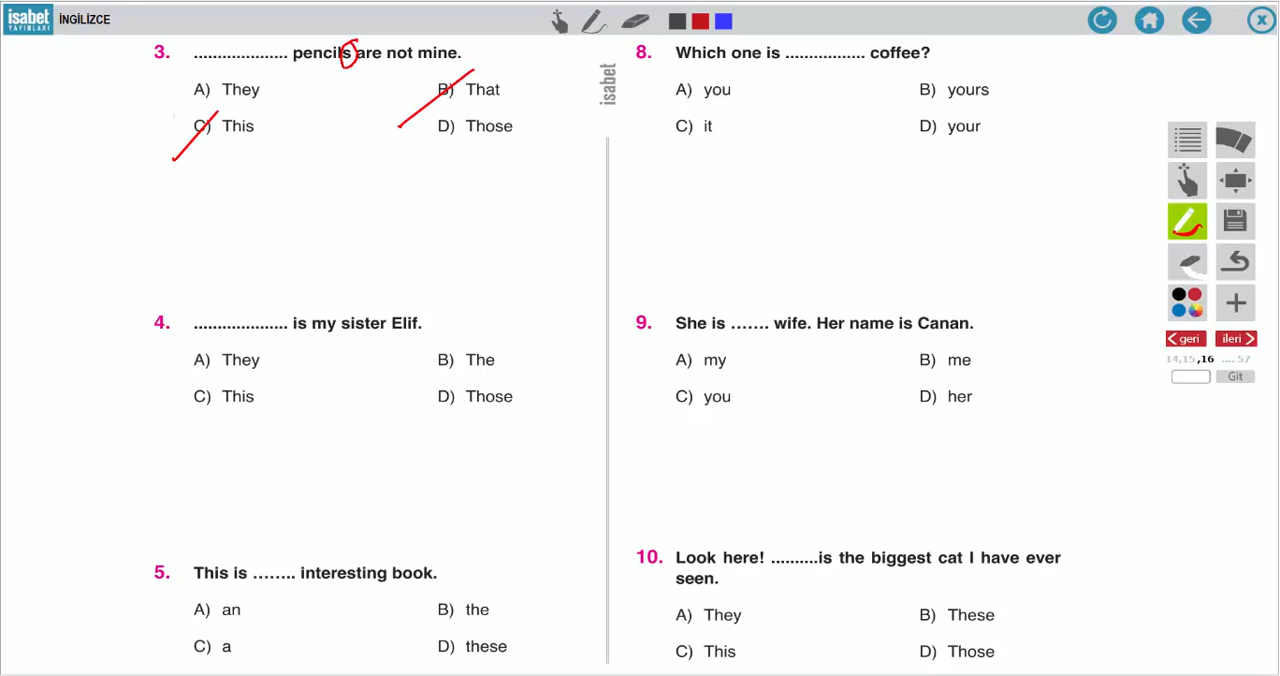 isabet
YAYINLARI
İNGİLİZCE
3. .................... pencils are not mine.
A) They
B) That
C) This
D) Those
4. .................... is my sister Elif.
A) They
B) The
C) This
D) Those
5. This is …….. interesting book.
A) an
B) the
C) a
D) these
isabet
8. Which one is ................. coffee?
A) you
B) yours
C) it
D) your
9. She is ……. wife. Her name is Canan.
A) my
B) me
C) you
D) her
10. Look here! ..........is the biggest cat I have ever
seen.
A) They
B) These
C) This
D) Those
geri
ileri
14,15,16 .... 57
Git